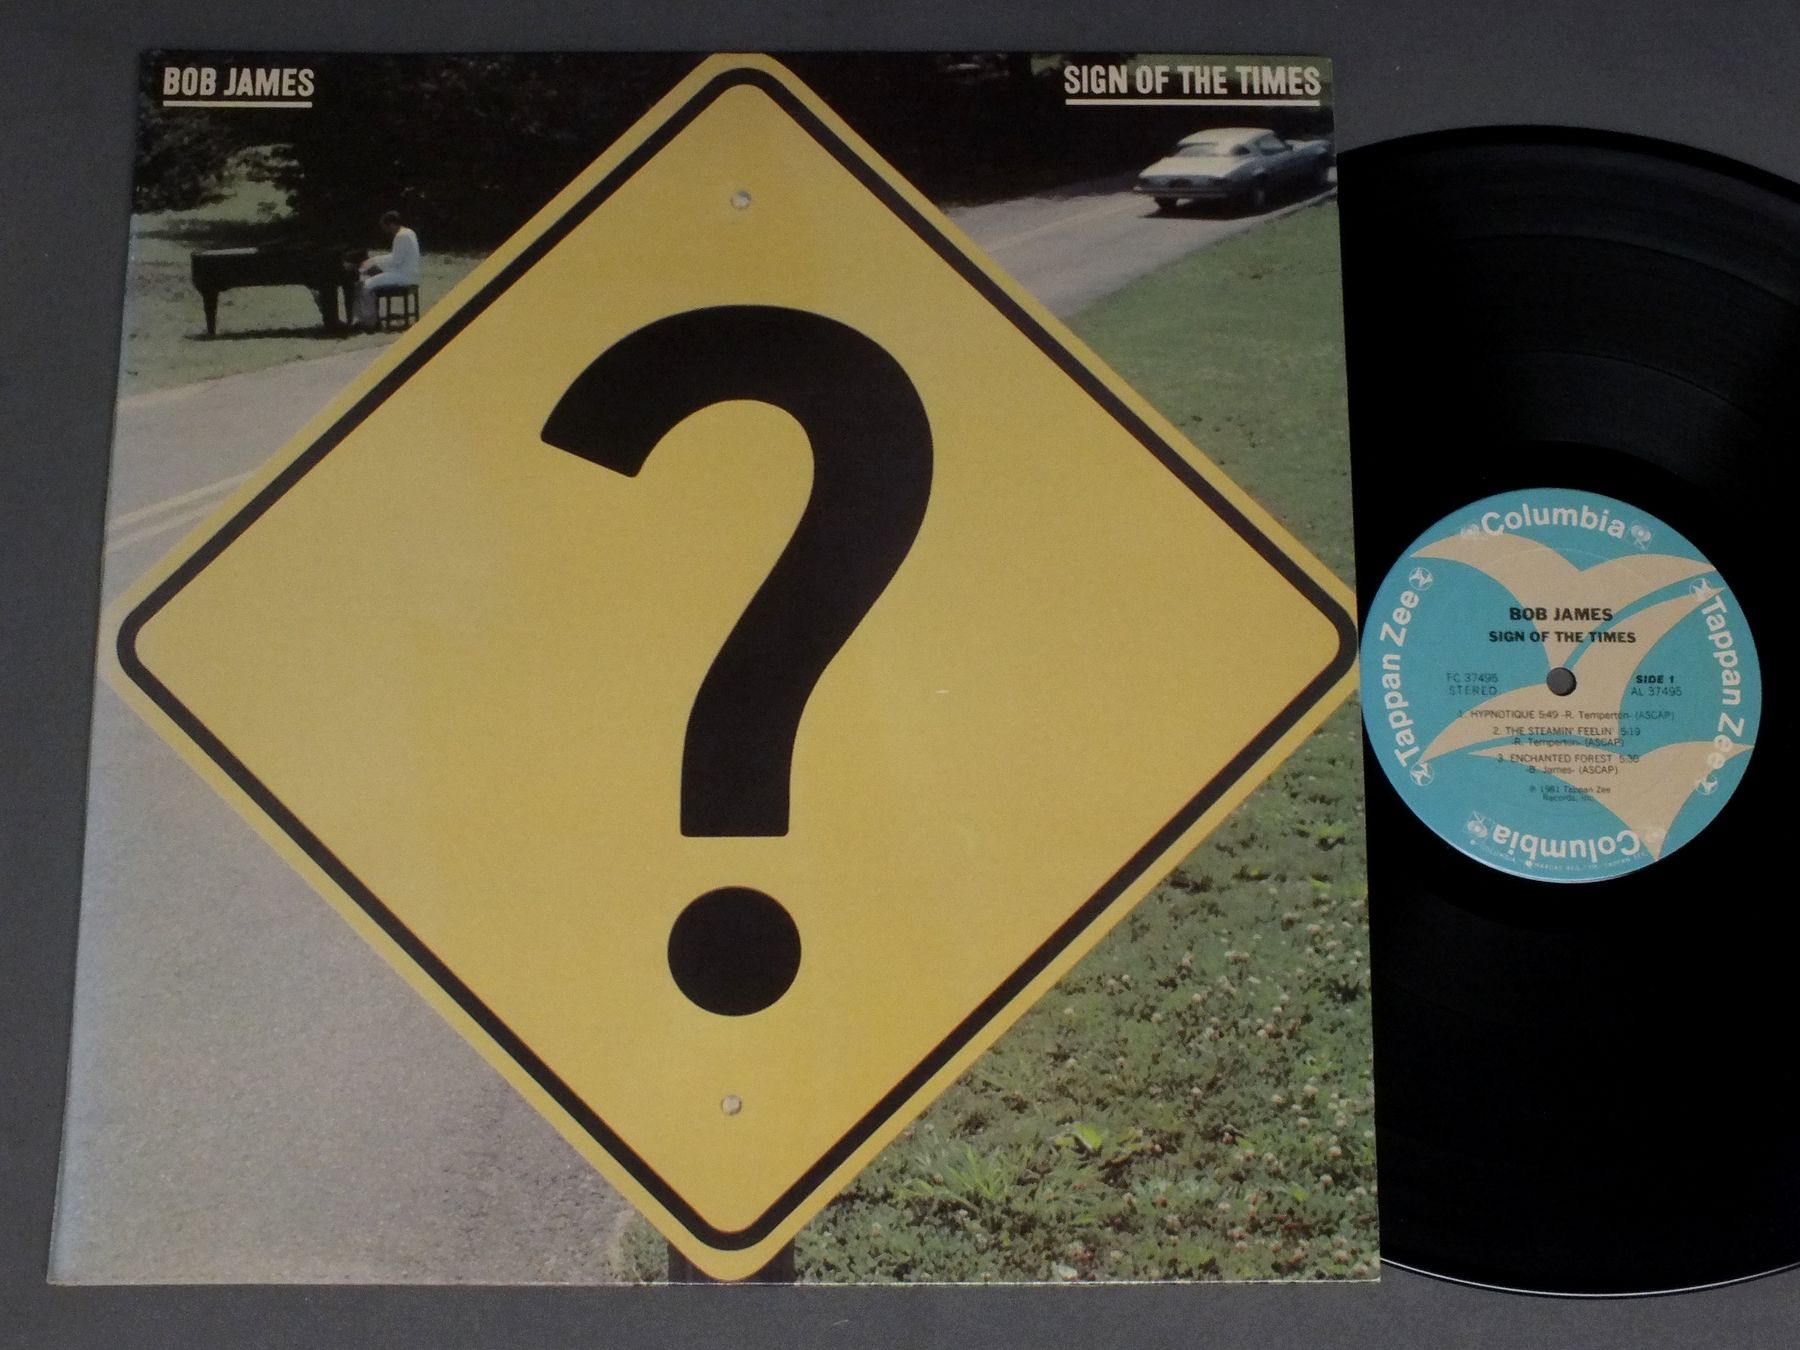 BOB JAMES
SIGN OF THE TIMES
?
Columbia
Tappan Zee
Tappan Zee
BOB JAMES
SIGN OF THE TIMES
FC 37495
STEREO
SIDE 1
AL 37495
1. HYPNOTIQUE 5:49 -R. Temperton- (ASCAP)
2. THE STEAMIN' FEELIN' 5:19
-R. Temperton- (ASCAP)
3. ENCHANTED FOREST 5:30
-B. James- (ASCAP)
℗ 1981 Tappan Zee
Records, Inc.
Columbia